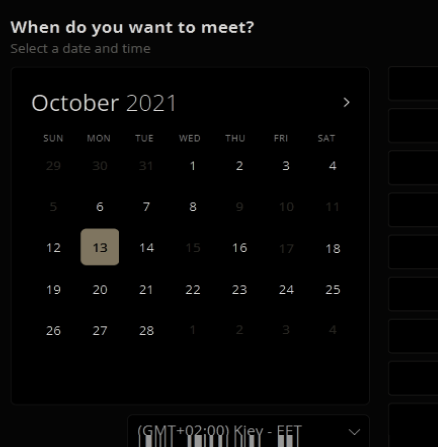 When do you want to meet?
Select a date and time
October 2021
SUN MON TUE WED THU FRI SAT
29 30 31 1 2 3 4
5 6 7 8 9 10 11
12 13 14 15 16 17 18
19 20 21 22 23 24 25
26 27 28 1 2 3 4
(GMT+02:00) Kiev - EET